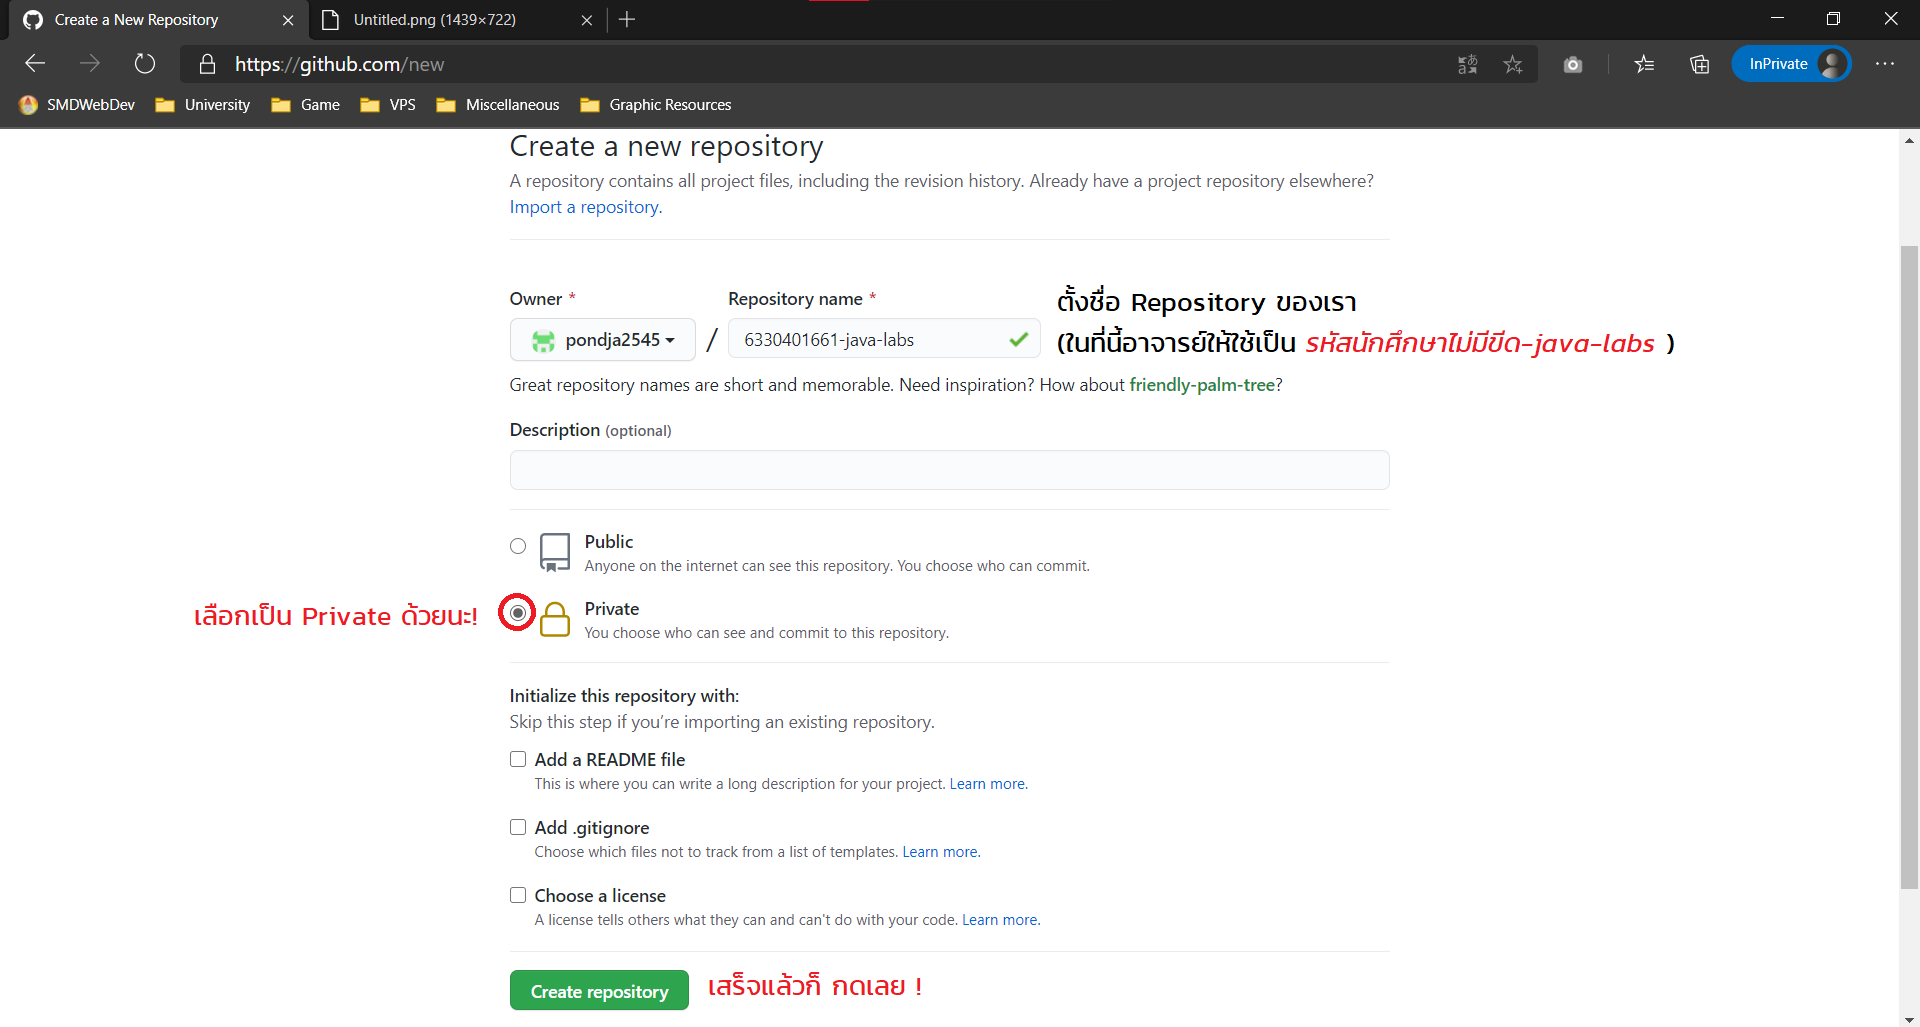 Create a New Repository
Untitled.png (1439×722)
https://github.com/new
InPrivate
SMDWebDev
University
Game
VPS
Miscellaneous
Graphic Resources
Create a new repository
A repository contains all project files, including the revision history. Already have a project repository elsewhere?
Import a repository.
Owner *
Repository name *
ตั้งชื่อ Repository ของเรา
pondja2545
/
6330401661-java-labs
(ในที่นี้อาจารย์ให้ใช้เป็น รหัสนักศึกษาไม่มีขีด-java-labs )
Great repository names are short and memorable. Need inspiration? How about friendly-palm-tree?
Description (optional)
Public
Anyone on the internet can see this repository. You choose who can commit.
เลือกเป็น Private ด้วยนะ!
Private
You choose who can see and commit to this repository.
Initialize this repository with:
Skip this step if you’re importing an existing repository.
Add a README file
This is where you can write a long description for your project. Learn more.
Add .gitignore
Choose which files not to track from a list of templates. Learn more.
Choose a license
A license tells others what they can and can't do with your code. Learn more.
Create repository
เสร็จแล้วก็ กดเลย !